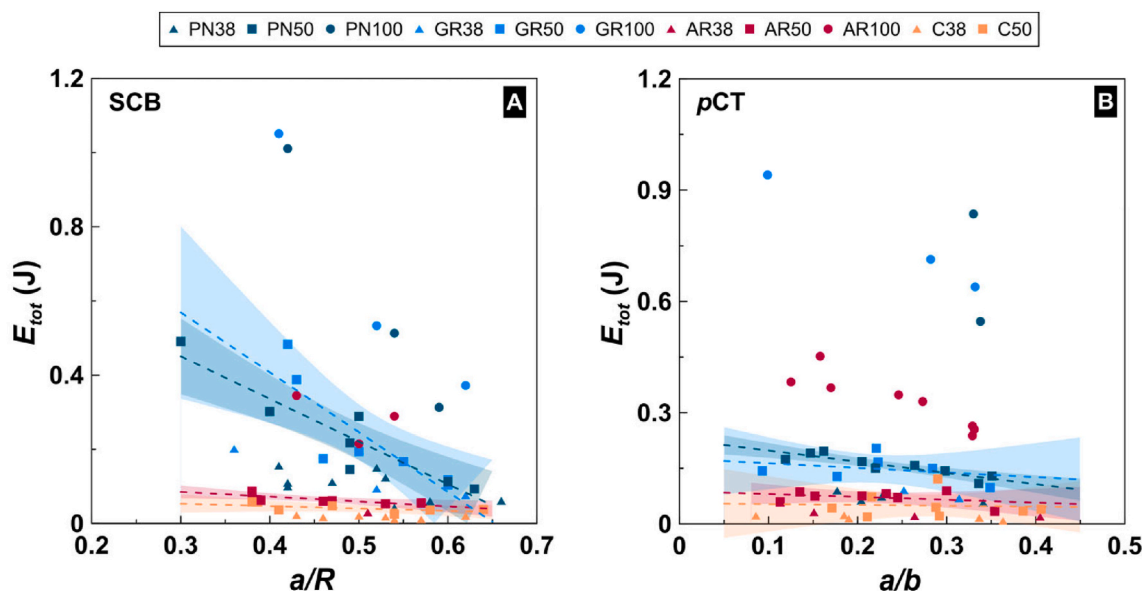 PN38 PN50 PN100 GR38 GR50 GR100 AR38 AR50 AR100 C38 C50
SCB
A
1.2
0.8
0.4
0
E_tot (J)
0.2 0.3 0.4 0.5 0.6 0.7
a/R
pCT
B
1.2
0.9
0.6
0.3
0
E_tot (J)
0 0.1 0.2 0.3 0.4 0.5
a/b